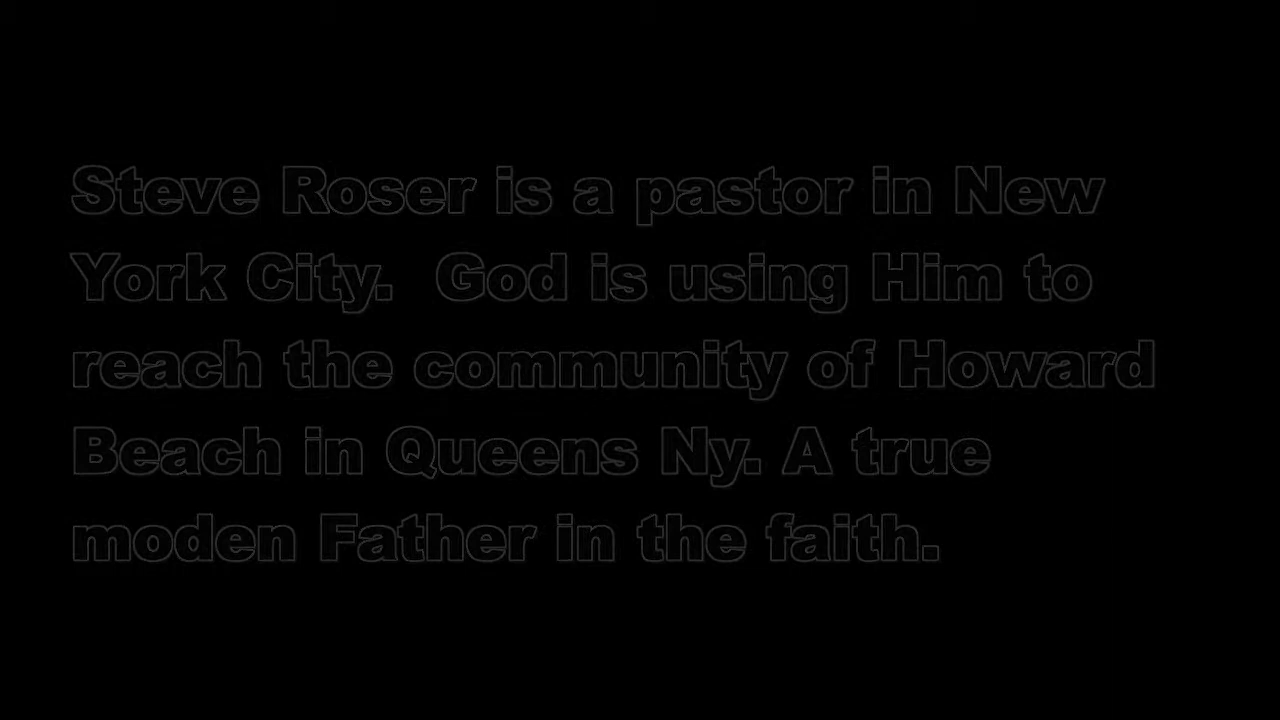 Steve Roser is a pastor in New
York City.  God is using Him to
reach the community of Howard
Beach in Queens Ny. A true
moden Father in the faith.